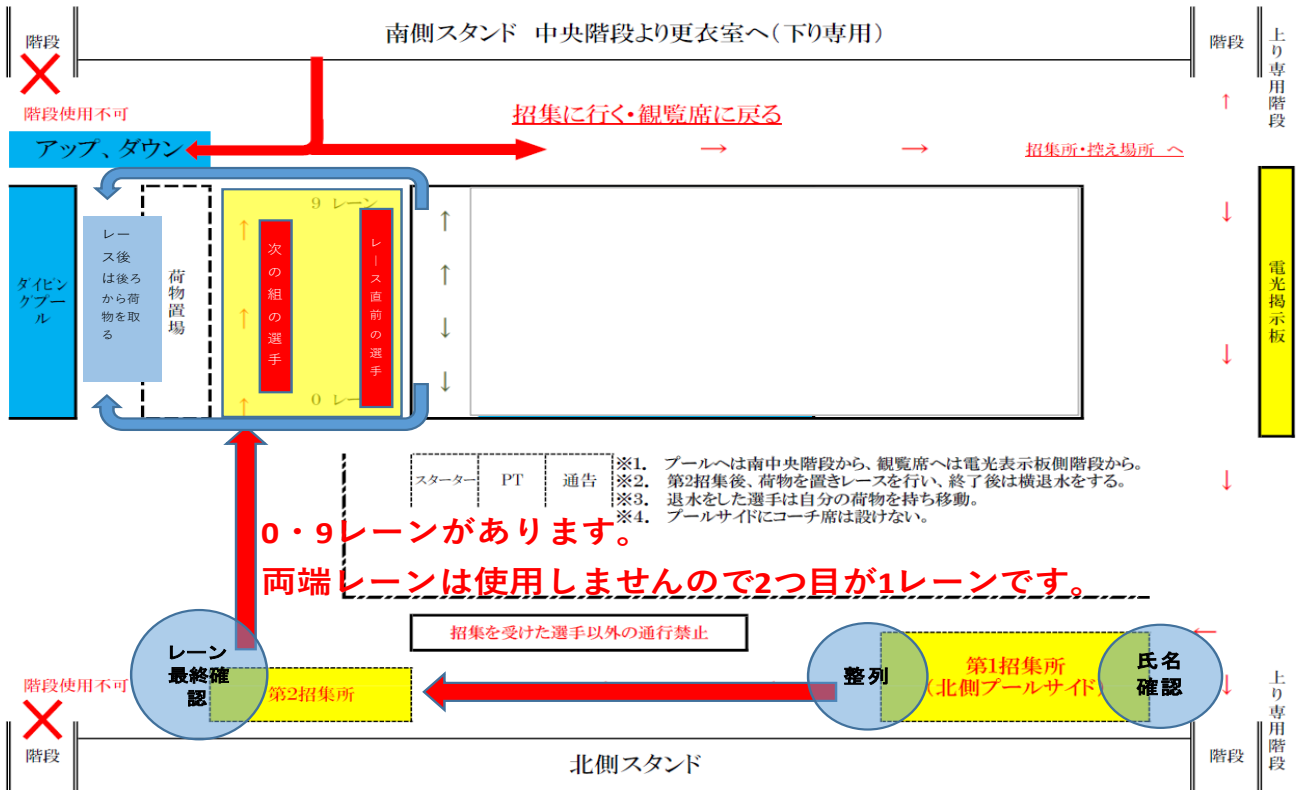 階段
南側スタンド 中央階段より更衣室へ(下り専用)
階段
上り専用階段
階段使用不可
招集に行く・観覧席に戻る
アップ、ダウン
→
→
招集所・控え場所 へ
ダイビン
グプー
ル
レー
ス後
は後ろ
から荷
物を取
る
荷物置場
9 レーン
次の組の選手
レース直前の選手
0 レーン
電光掲示板
スターター
PT
通告
※1. プールへは南中央階段から、観覧席へは電光表示板側階段から。
※2. 第2招集後、荷物を置きレースを行い、終了後は横退水をする。
※3. 退水をした選手は自分の荷物を持ち移動。
※4. プールサイドにコーチ席は設けない。
0・9レーンがあります。
両端レーンは使用しませんので2つ目が1レーンです。
招集を受けた選手以外の通行禁止
レーン
最終確
認
第2招集所
整列
第1招集所
(北側プールサイド)
氏名
確認
階段使用不可
階段
北側スタンド
階段
上り専用階段